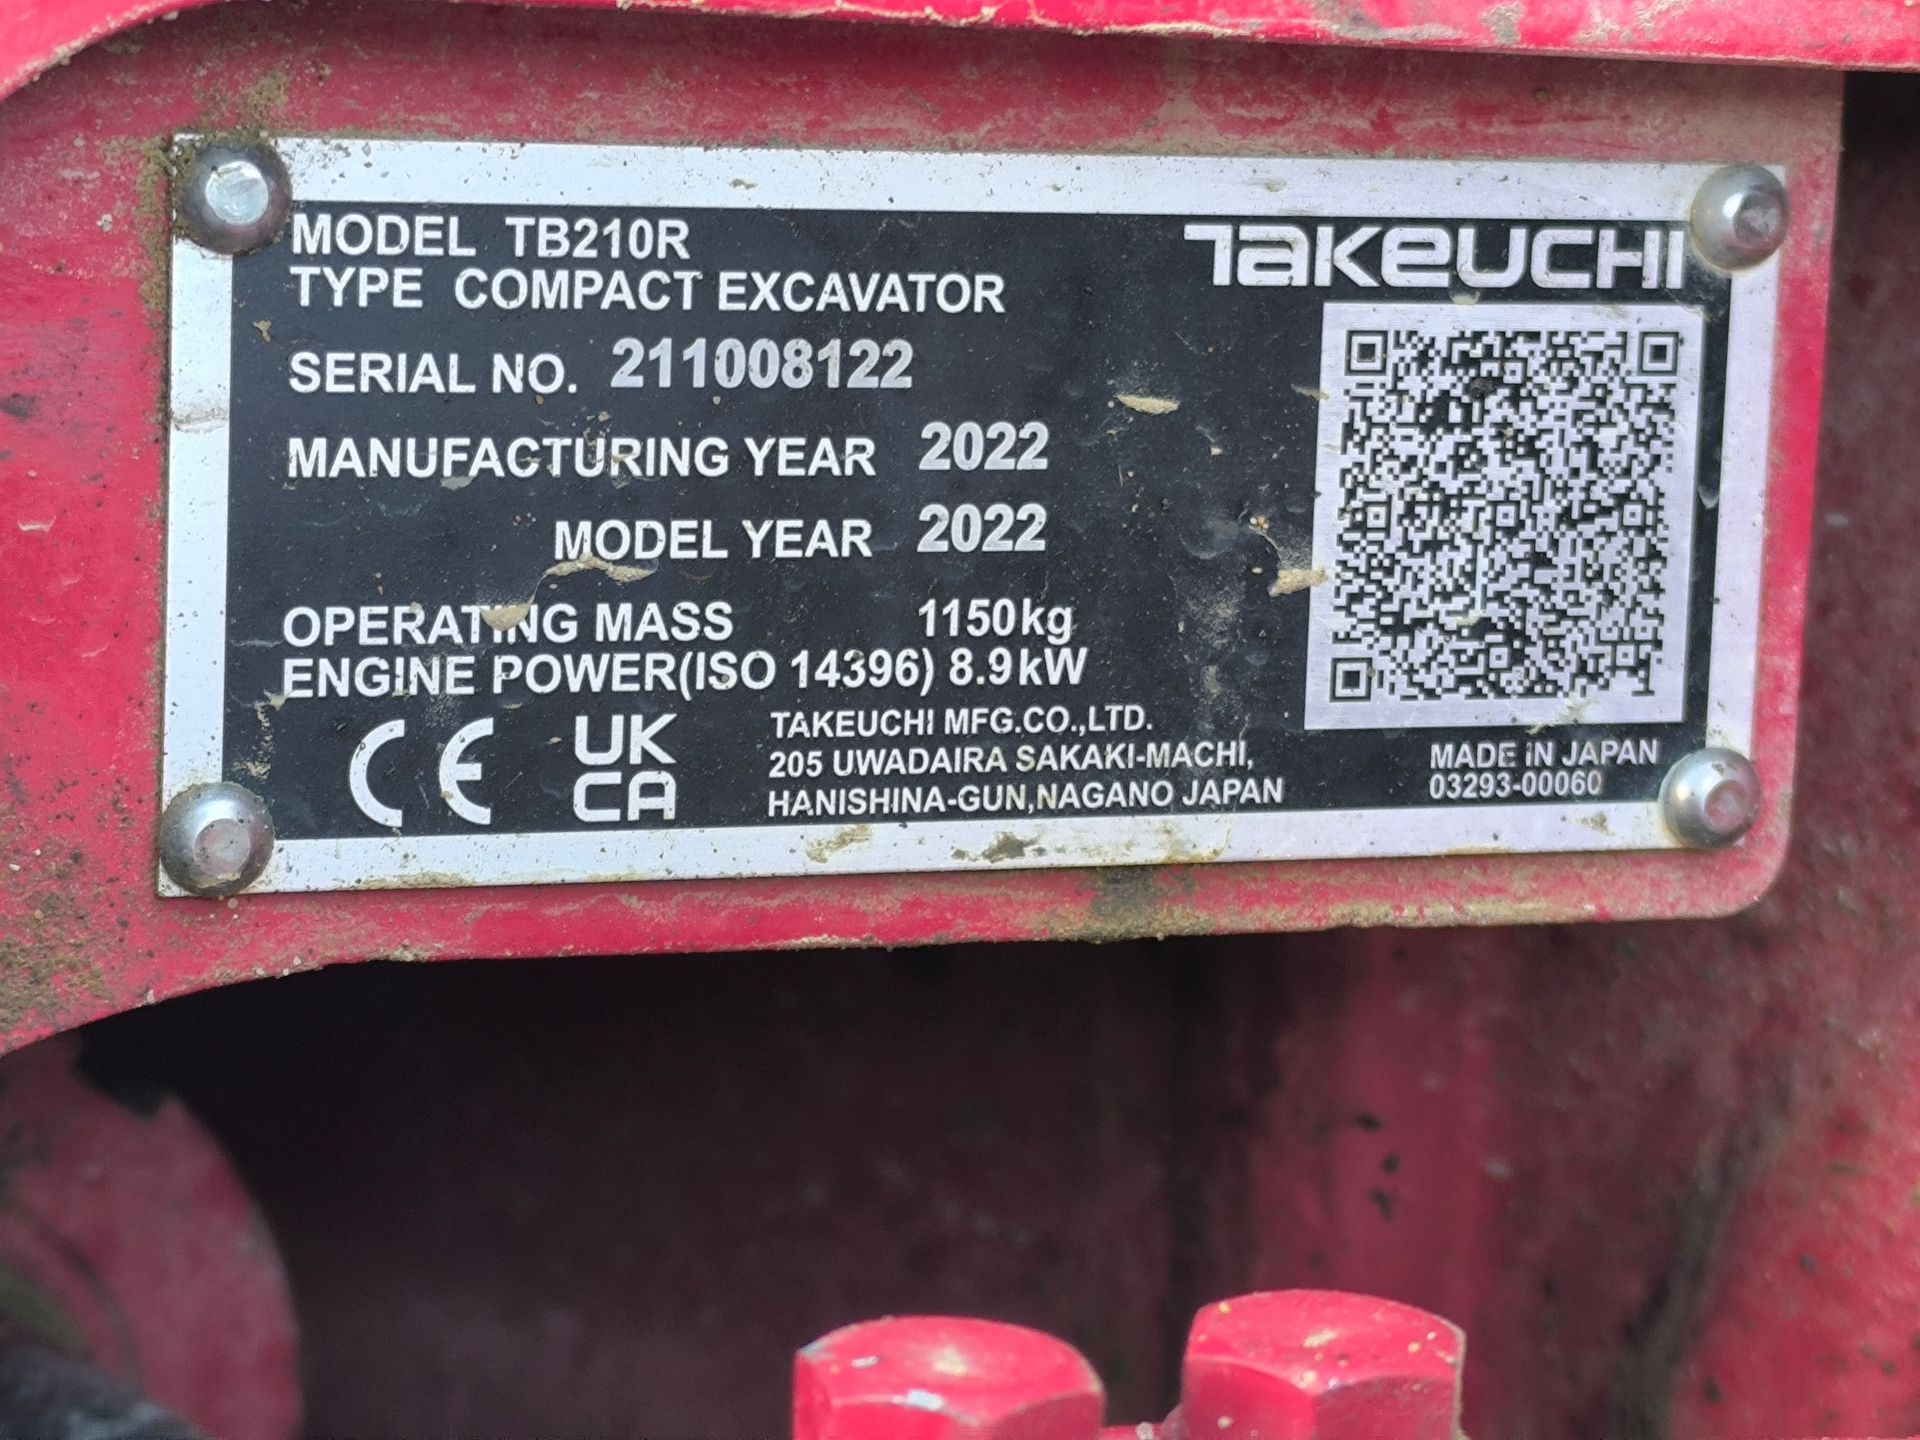 TAKEUCHI
MODEL TB210R
TYPE COMPACT EXCAVATOR
SERIAL NO. 211008122
MANUFACTURING YEAR 2022
MODEL YEAR 2022
OPERATING MASS 1150kg
ENGINE POWER(ISO 14396) 8.9kW
CE UK CA
TAKEUCHI MFG.CO.,LTD.
205 UWADAIRA SAKAKI-MACHI,
HANISHINA-GUN,NAGANO JAPAN
MADE IN JAPAN
03293-00060